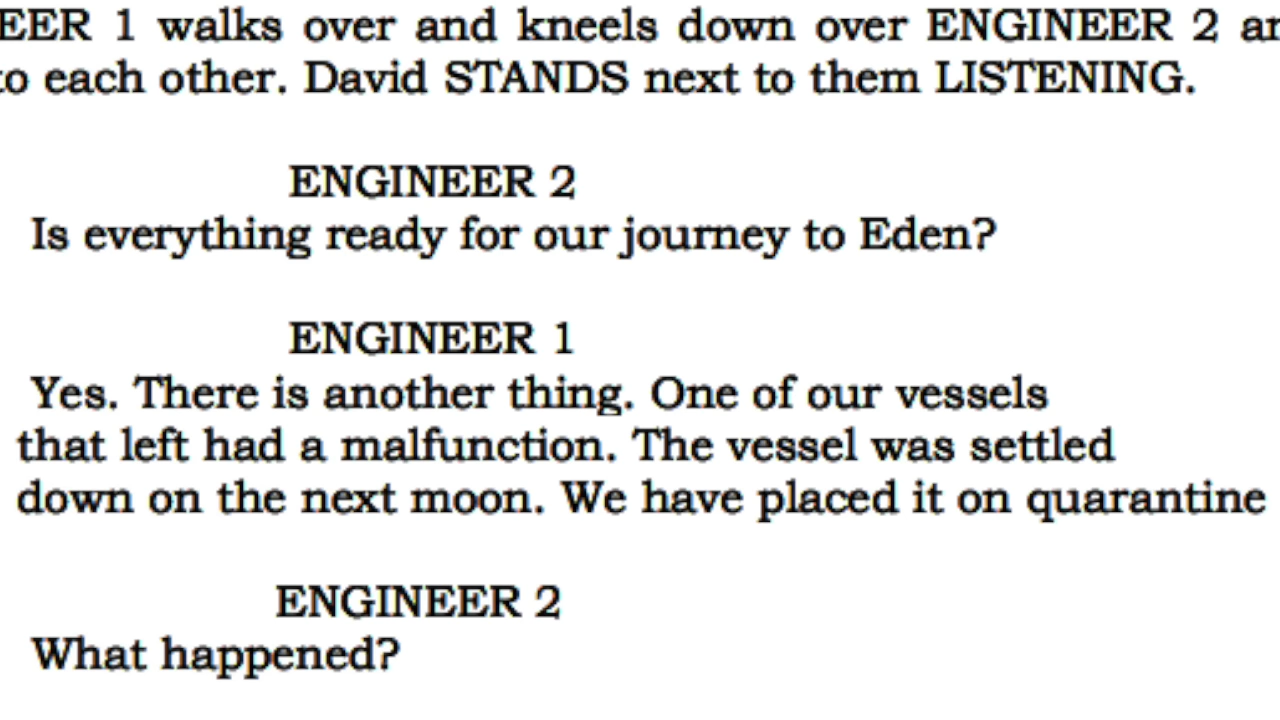 EER 1 walks over and kneels down over ENGINEER 2 an
to each other. David STANDS next to them LISTENING.
ENGINEER 2
Is everything ready for our journey to Eden?
ENGINEER 1
Yes. There is another thing. One of our vessels
that left had a malfunction. The vessel was settled
down on the next moon. We have placed it on quarantine
ENGINEER 2
What happened?